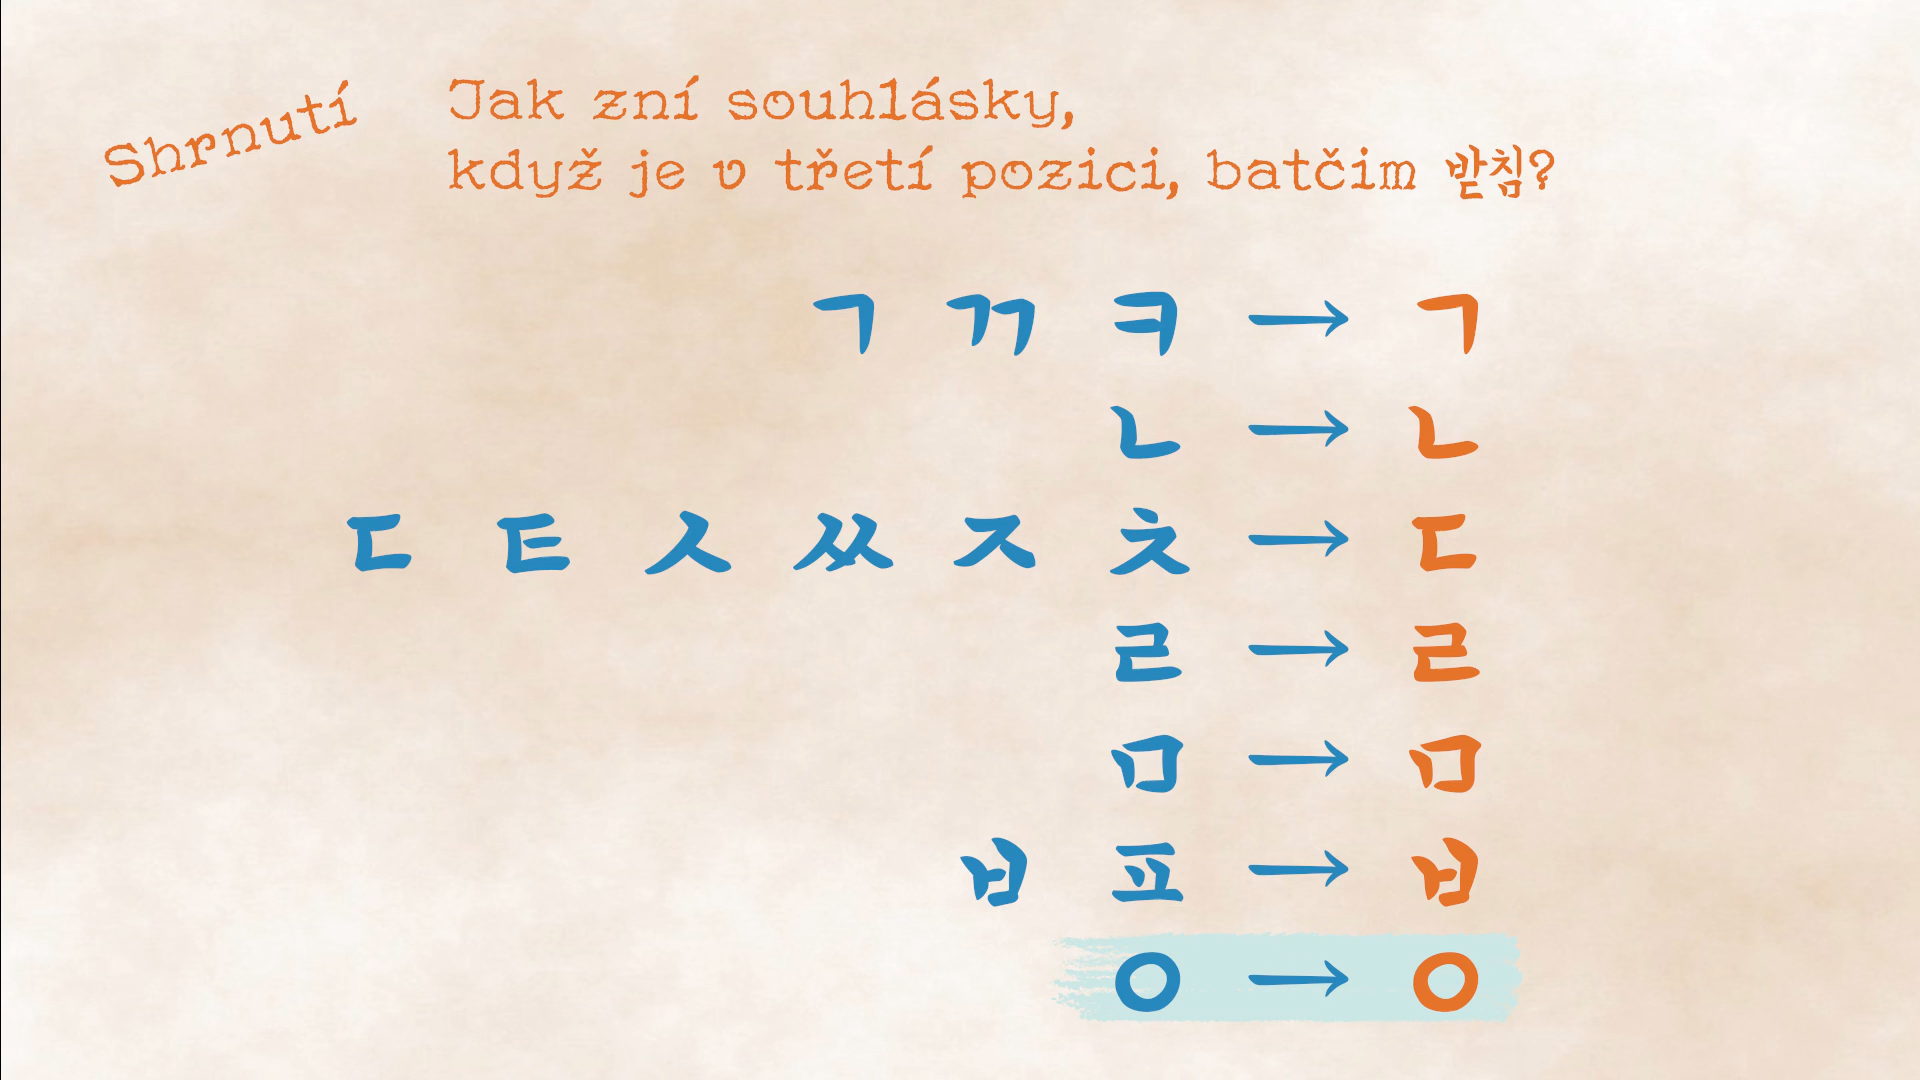 Shrnutí
Jak zní souhlásky,
když je v třetí pozici, batčim 받침?
ㄱ ㄲ ㅋ → ㄱ
ㄴ → ㄴ
ㄷ ㅌ ㅅ ㅆ ㅈ ㅊ → ㄷ
ㄹ → ㄹ
ㅁ → ㅁ
ㅂ ㅍ → ㅂ
ㅇ → ㅇ